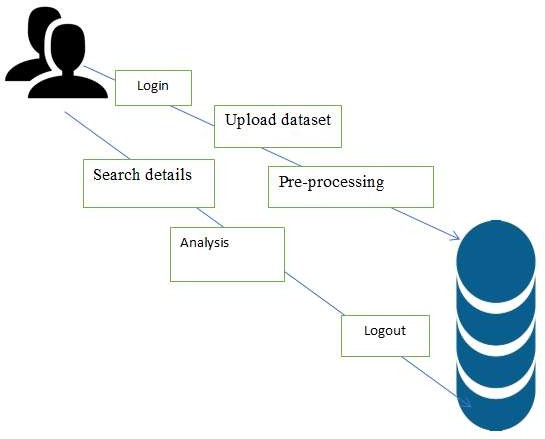 Login
Upload dataset
Search details
Pre-processing
Analysis
Logout